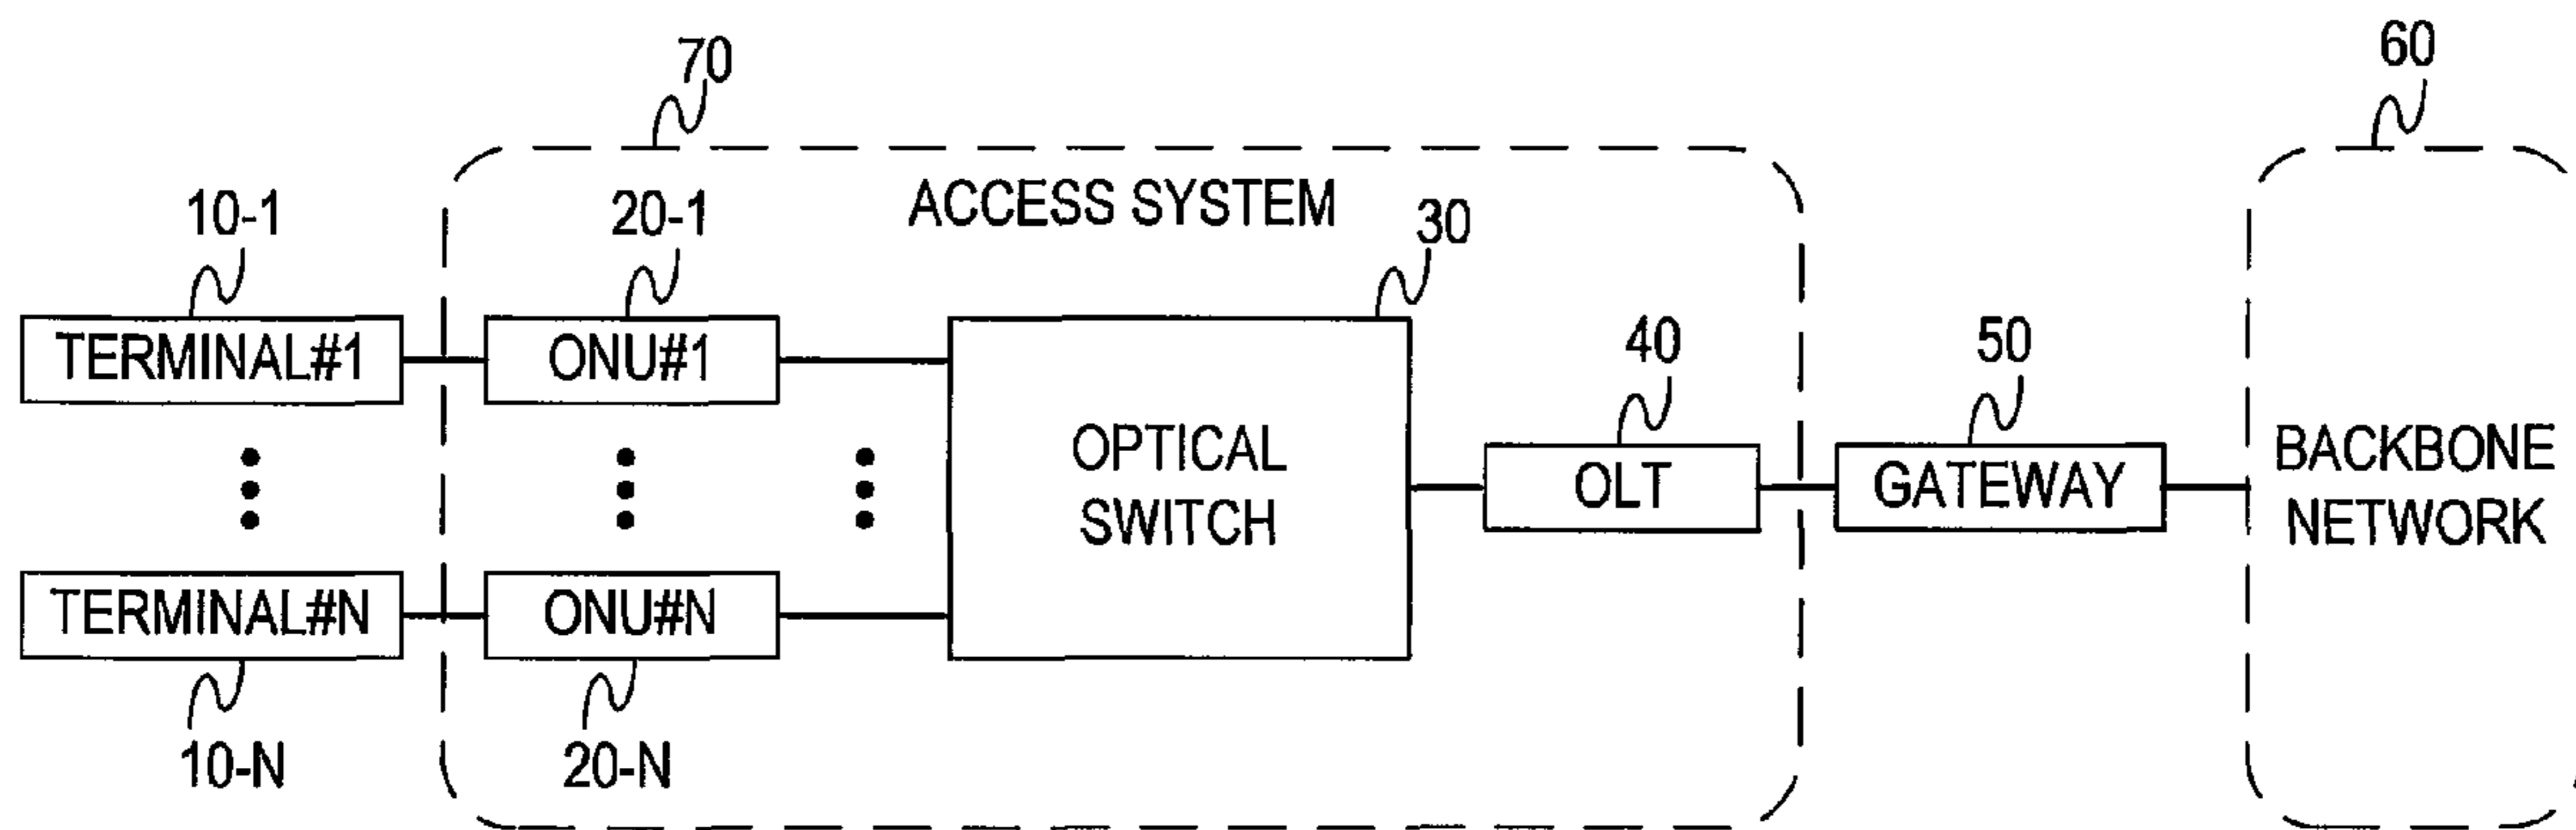 70
60
ACCESS SYSTEM
10-1
20-1
30
TERMINAL#1
ONU#1
40
50
OPTICAL
SWITCH
OLT
GATEWAY
BACKBONE
NETWORK
TERMINAL#N
ONU#N
10-N
20-N